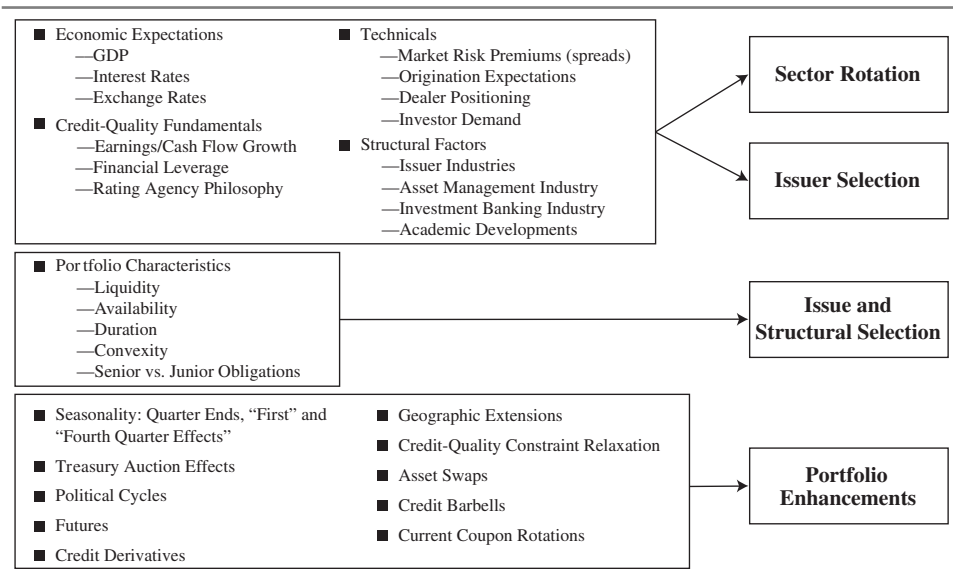 ■ Economic Expectations
—GDP
—Interest Rates
—Exchange Rates
■ Credit-Quality Fundamentals
—Earnings/Cash Flow Growth
—Financial Leverage
—Rating Agency Philosophy
■ Technicals
—Market Risk Premiums (spreads)
—Origination Expectations
—Dealer Positioning
—Investor Demand
■ Structural Factors
—Issuer Industries
—Asset Management Industry
—Investment Banking Industry
—Academic Developments
Sector Rotation
Issuer Selection
■ Portfolio Characteristics
—Liquidity
—Availability
—Duration
—Convexity
—Senior vs. Junior Obligations
Issue and
Structural Selection
■ Seasonality: Quarter Ends, “First” and
“Fourth Quarter Effects”
■ Treasury Auction Effects
■ Political Cycles
■ Futures
■ Credit Derivatives
■ Geographic Extensions
■ Credit-Quality Constraint Relaxation
■ Asset Swaps
■ Credit Barbells
■ Current Coupon Rotations
Portfolio
Enhancements